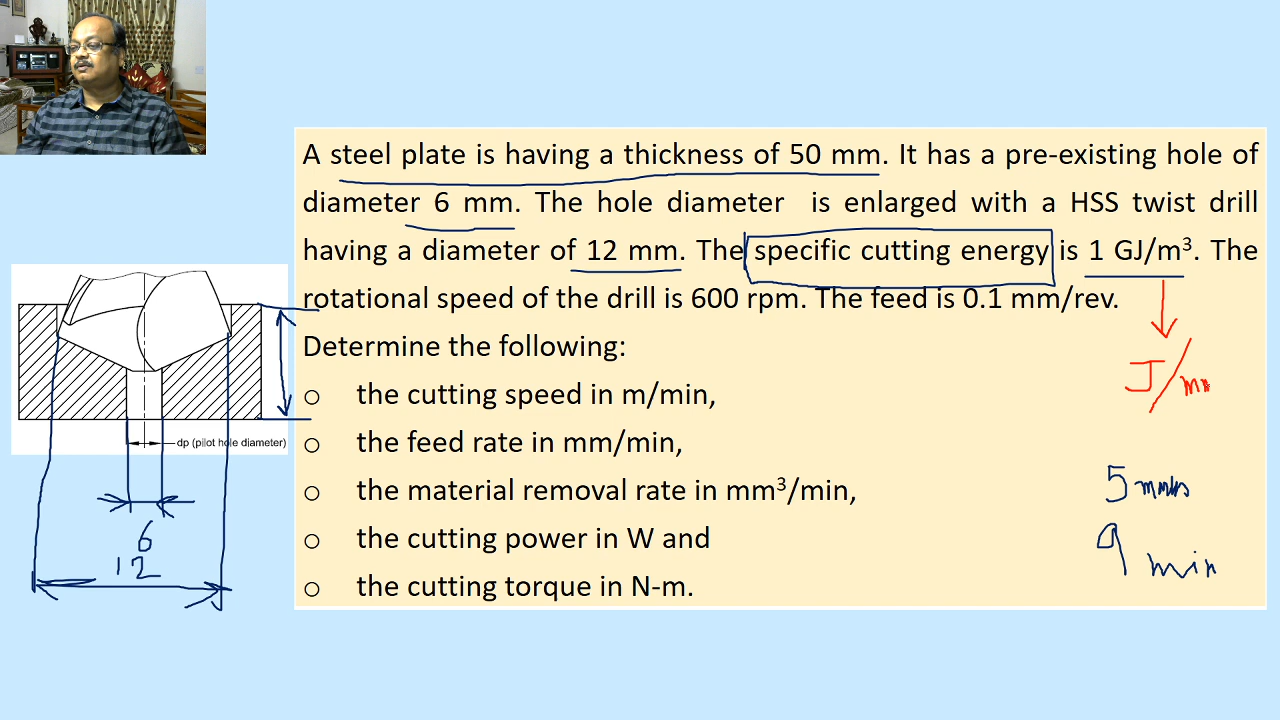 A steel plate is having a thickness of 50 mm. It has a pre-existing hole of
diameter 6 mm. The hole diameter is enlarged with a HSS twist drill
having a diameter of 12 mm. The specific cutting energy is 1 GJ/m³. The
rotational speed of the drill is 600 rpm. The feed is 0.1 mm/rev.
Determine the following:
○ the cutting speed in m/min,
○ the feed rate in mm/min,
○ the material removal rate in mm³/min,
○ the cutting power in W and
○ the cutting torque in N-m.
dp (pilot hole diameter)
6
12
J/
5
9 min